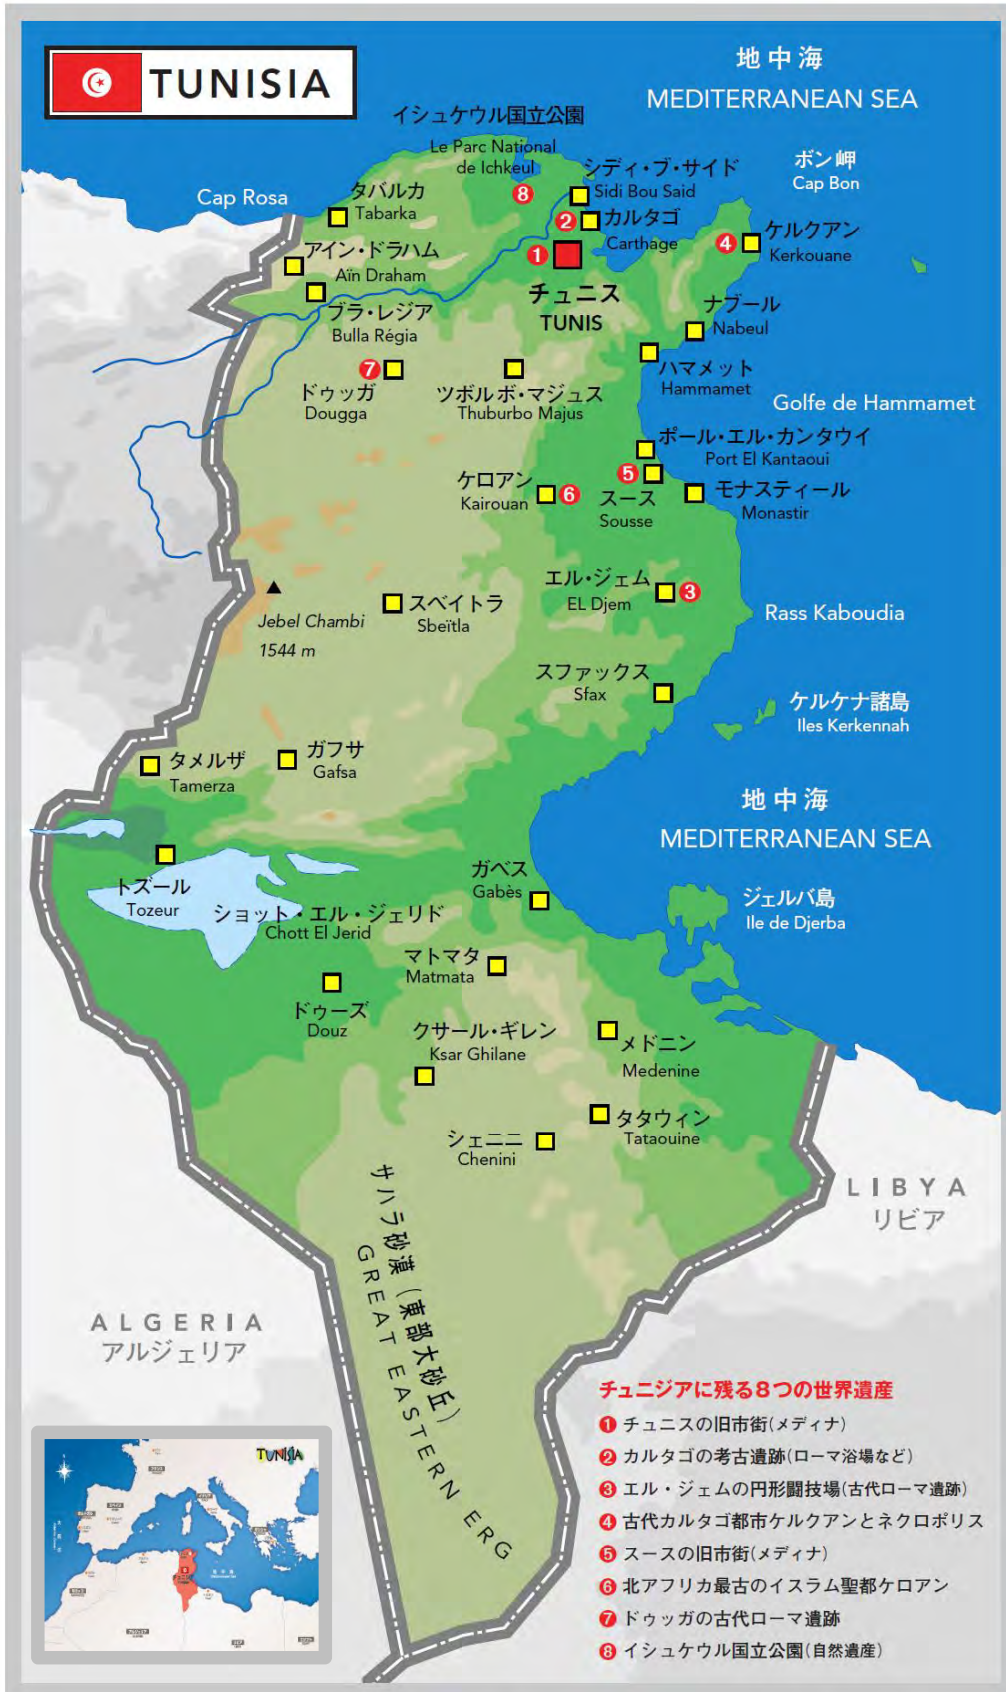 TUNISIA
地中海
MEDITERRANEAN SEA
イシュケウル国立公園
Le Parc National
de Ichkeul
8
シディ・ブ・サイド
Sidi Bou Said
ボン岬
Cap Bon
Cap Rosa
タバルカ
Tabarka
2
カルタゴ
Carthage
4
ケルクアン
Kerkouane
アイン・ドラハム
Aïn Draham
1
チュニス
TUNIS
ブラ・レジア
Bulla Régia
ナブール
Nabeul
7
ドゥッガ
Dougga
ツボルボ・マジュス
Thuburbo Majus
ハマメット
Hammamet
Golfe de Hammamet
ポール・エル・カンタウイ
Port El Kantaoui
ケロアン
Kairouan
6
5
スース
Sousse
モナスティール
Monastir
エル・ジェム
EL Djem
3
Jebel Chambi
1544 m
スベイトラ
Sbeïtla
Rass Kaboudia
スファックス
Sfax
ケルケナ諸島
Iles Kerkennah
タメルザ
Tamerza
ガフサ
Gafsa
地中海
MEDITERRANEAN SEA
トズール
Tozeur
ショット・エル・ジェリド
Chott El Jerid
ガベス
Gabès
ジェルバ島
Ile de Djerba
マトマタ
Matmata
ドゥーズ
Douz
クサール・ギレン
Ksar Ghilane
メドニン
Medenine
タタウィン
Tataouine
シェニニ
Chenini
サハラ砂漠（東部大砂丘）
GREAT EASTERN ERG
LIBYA
リビア
ALGERIA
アルジェリア
チュニジアに残る8つの世界遺産
1 チュニスの旧市街(メディナ)
2 カルタゴの考古遺跡(ローマ浴場など)
3 エル・ジェムの円形闘技場(古代ローマ遺跡)
4 古代カルタゴ都市ケルクアンとネクロポリス
5 スースの旧市街(メディナ)
6 北アフリカ最古のイスラム聖都ケロアン
7 ドゥッガの古代ローマ遺跡
8 イシュケウル国立公園(自然遺産)
TUNISIA